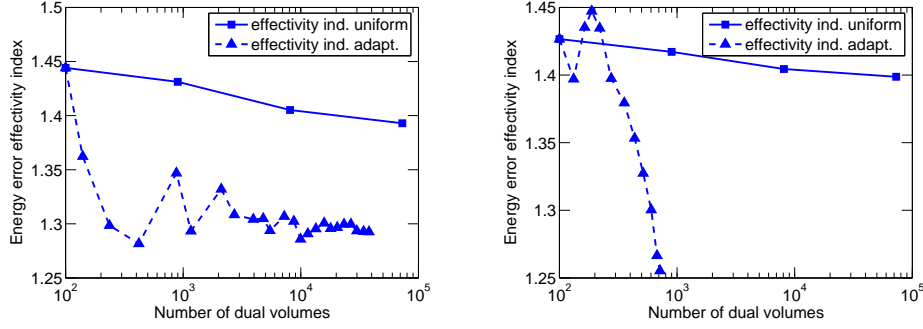 1.5
1.45
1.4
1.35
1.3
1.25
10^2
10^3
10^4
10^5
Number of dual volumes
Energy error effectivity index
effectivity ind. uniform
effectivity ind. adapt.
1.45
1.4
1.35
1.3
1.25
10^2
10^3
10^4
10^5
Number of dual volumes
Energy error effectivity index
effectivity ind. uniform
effectivity ind. adapt.